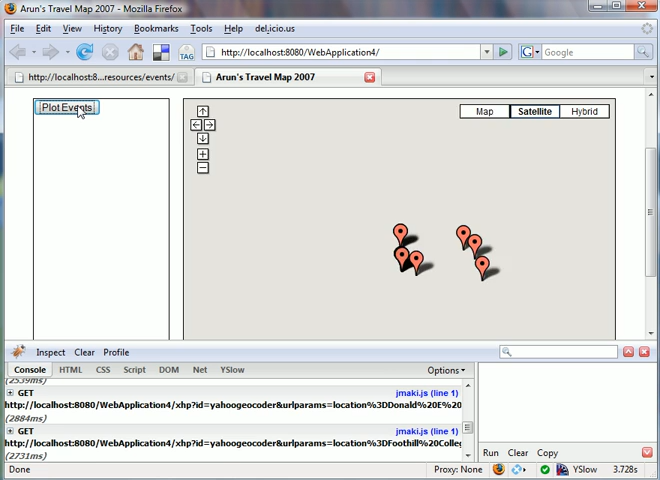 Arun's Travel Map 2007 - Mozilla Firefox
File Edit View History Bookmarks Tools Help del.icio.us
TAG http://localhost:8080/WebApplication4/ G Google
http://localhost:8...resources/events/ Arun's Travel Map 2007
Plot Events
Map Satellite Hybrid
Inspect Clear Profile
Console HTML CSS Script DOM Net YSlow Options
(2539ms)
GET jmaki.js (line 1)
http://localhost:8080/WebApplication4/xhp?id=yahoogeocoder&urlparams=location%3DDonald%20E%20
(2884ms)
GET jmaki.js (line 1)
http://localhost:8080/WebApplication4/xhp?id=yahoogeocoder&urlparams=location%3DFoothill%20Colleg
(2731ms)
Run Clear Copy
Done Proxy: None YSlow 3.728s